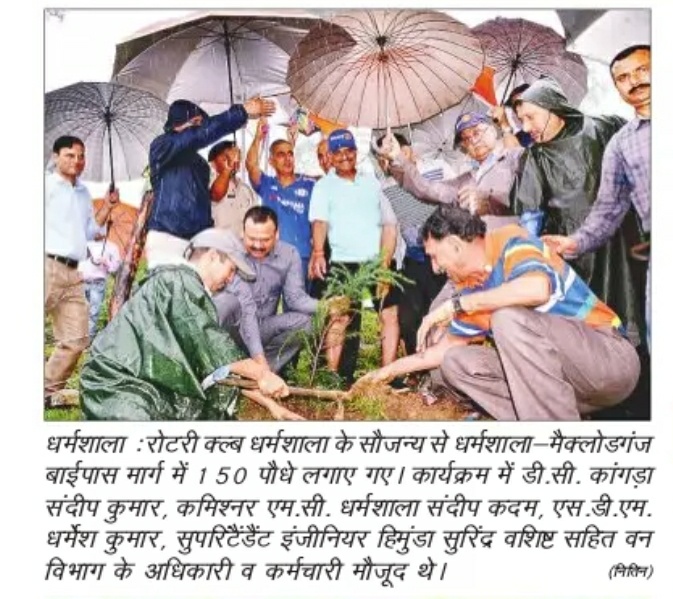 धर्मशाला :रोटरी क्ल्ब धर्मशाला के सौजन्य से धर्मशाला–मैक्लोडगंज
बाईपास मार्ग में 150 पौधे लगाए गए। कार्यक्रम में डी.सी. कांगड़ा
संदीप कुमार, कमिश्नर एम.सी. धर्मशाला संदीप कदम, एस.डी.एम.
धर्मेश कुमार, सुपरिटैंडैंट इंजीनियर हिमुंडा सुरिंद्र वशिष्ट सहित वन
विभाग के अधिकारी व कर्मचारी मौजूद थे।
(नितिन)